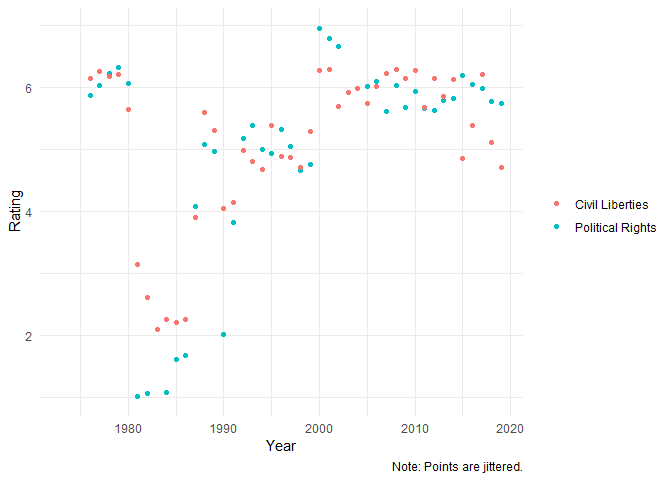 6
4
2
Rating
1980 1990 2000 2010 2020
Year
Civil Liberties
Political Rights
Note: Points are jittered.